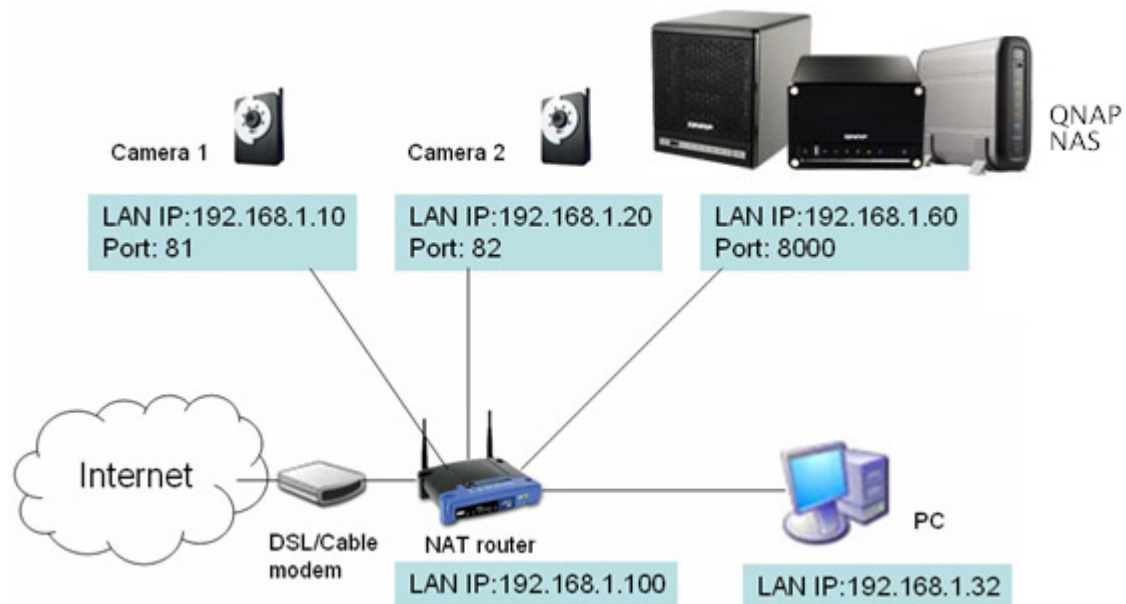 Camera 1
Camera 2
QNAP
NAS
LAN IP:192.168.1.10
Port: 81
LAN IP:192.168.1.20
Port: 82
LAN IP:192.168.1.60
Port: 8000
Internet
DSL/Cable
modem
NAT router
PC
LAN IP:192.168.1.100
LAN IP:192.168.1.32